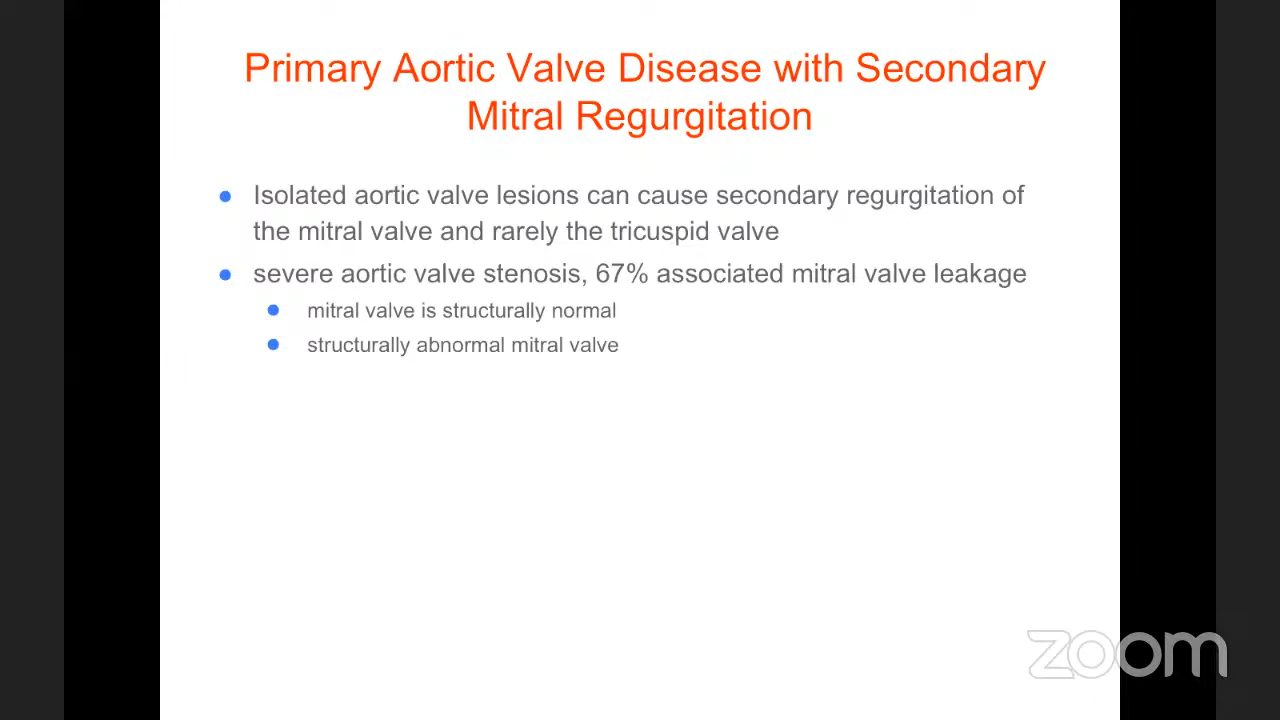 Primary Aortic Valve Disease with Secondary
Mitral Regurgitation
Isolated aortic valve lesions can cause secondary regurgitation of
the mitral valve and rarely the tricuspid valve
severe aortic valve stenosis, 67% associated mitral valve leakage
mitral valve is structurally normal
structurally abnormal mitral valve
zoom